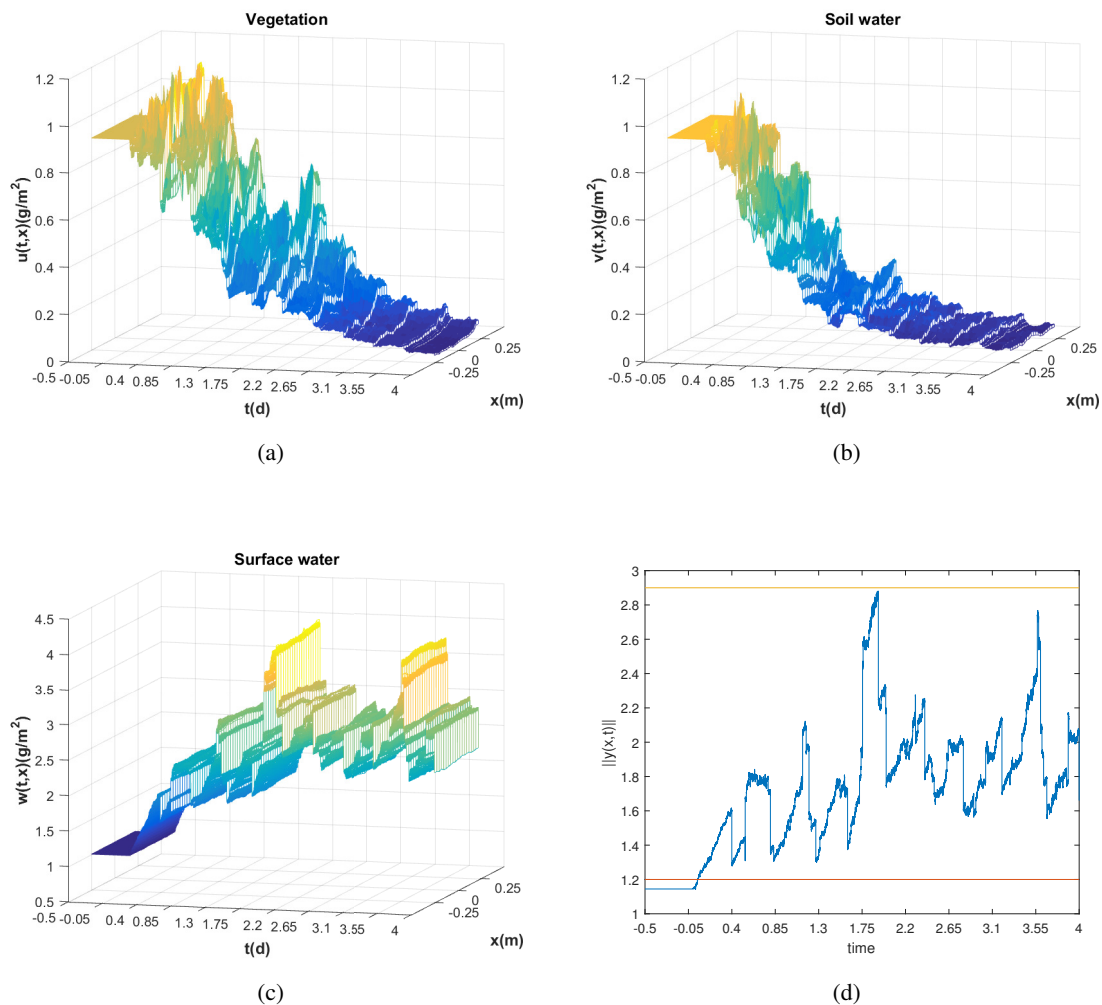 Vegetation
1.2
1
0.8
0.6
0.4
0.2
0
u(t,x)(g/m²)
-0.5 -0.05 0.4 0.85 1.3 1.75 2.2 2.65 3.1 3.55 4
t(d)
-0.25 0 0.25
x(m)
(a)
Soil water
1.2
1
0.8
0.6
0.4
0.2
0
v(t,x)(g/m²)
-0.5 -0.05 0.4 0.85 1.3 1.75 2.2 2.65 3.1 3.55 4
t(d)
-0.25 0 0.25
x(m)
(b)
Surface water
4.5
4
3.5
3
2.5
2
1.5
1
0.5
w(t,x)(g/m²)
-0.5 -0.05 0.4 0.85 1.3 1.75 2.2 2.65 3.1 3.55 4
t(d)
-0.25 0 0.25
x(m)
(c)
3
2.8
2.6
2.4
2.2
2
1.8
1.6
1.4
1.2
1
||y(x,t)||
-0.5 -0.05 0.4 0.85 1.3 1.75 2.2 2.65 3.1 3.55 4
time
(d)